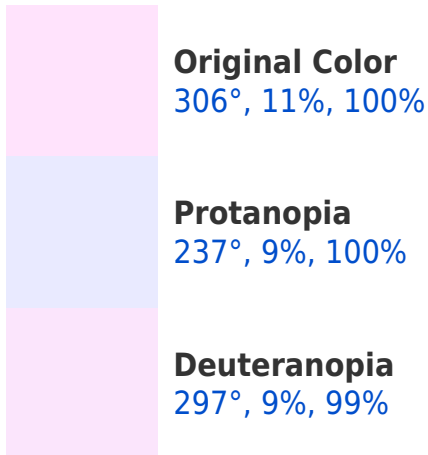 Original Color
306°, 11%, 100%
Protanopia
237°, 9%, 100%
Deuteranopia
297°, 9%, 99%